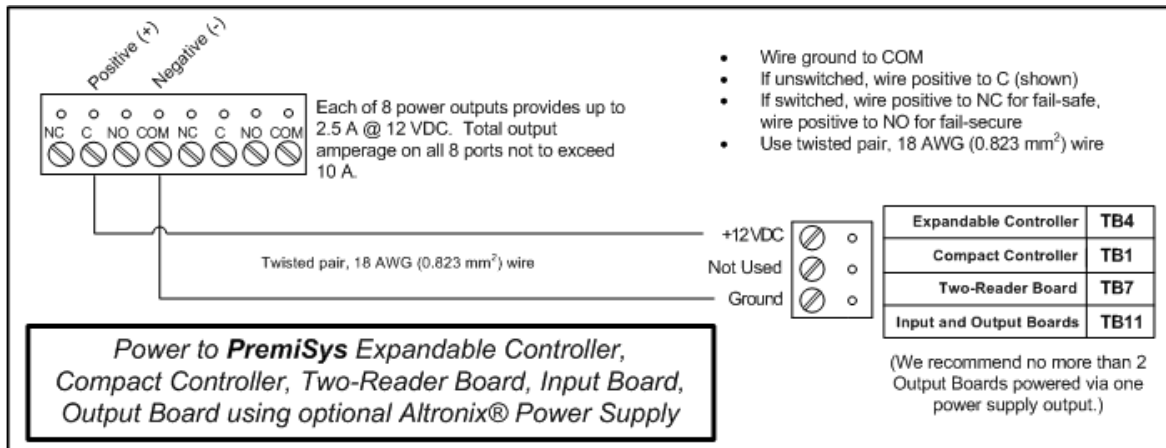 Positive (+)
Negative (-)
NC C NO COM NC C NO COM
Each of 8 power outputs provides up to
2.5 A @ 12 VDC. Total output
amperage on all 8 ports not to exceed
10 A.
• Wire ground to COM
• If unswitched, wire positive to C (shown)
• If switched, wire positive to NC for fail-safe,
wire positive to NO for fail-secure
• Use twisted pair, 18 AWG (0.823 mm²) wire
Twisted pair, 18 AWG (0.823 mm²) wire
+12VDC
Not Used
Ground
Expandable Controller TB4
Compact Controller TB1
Two-Reader Board TB7
Input and Output Boards TB11
(We recommend no more than 2
Output Boards powered via one
power supply output.)
Power to PremiSys Expandable Controller,
Compact Controller, Two-Reader Board, Input Board,
Output Board using optional Altronix® Power Supply